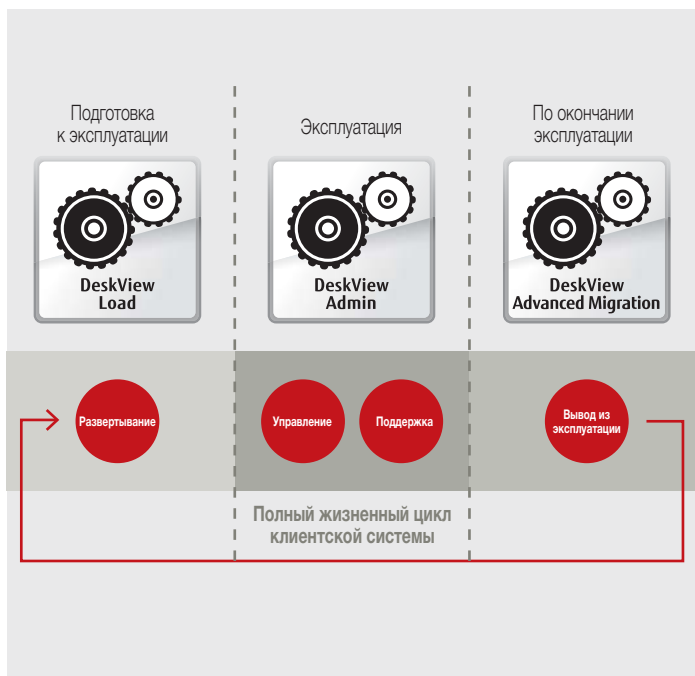 Подготовка
к эксплуатации
Эксплуатация
По окончании
эксплуатации
DeskView
Load
DeskView
Admin
DeskView
Advanced Migration
Развертывание
Управление
Поддержка
Вывод из
эксплуатации
Полный жизненный цикл
клиентской системы